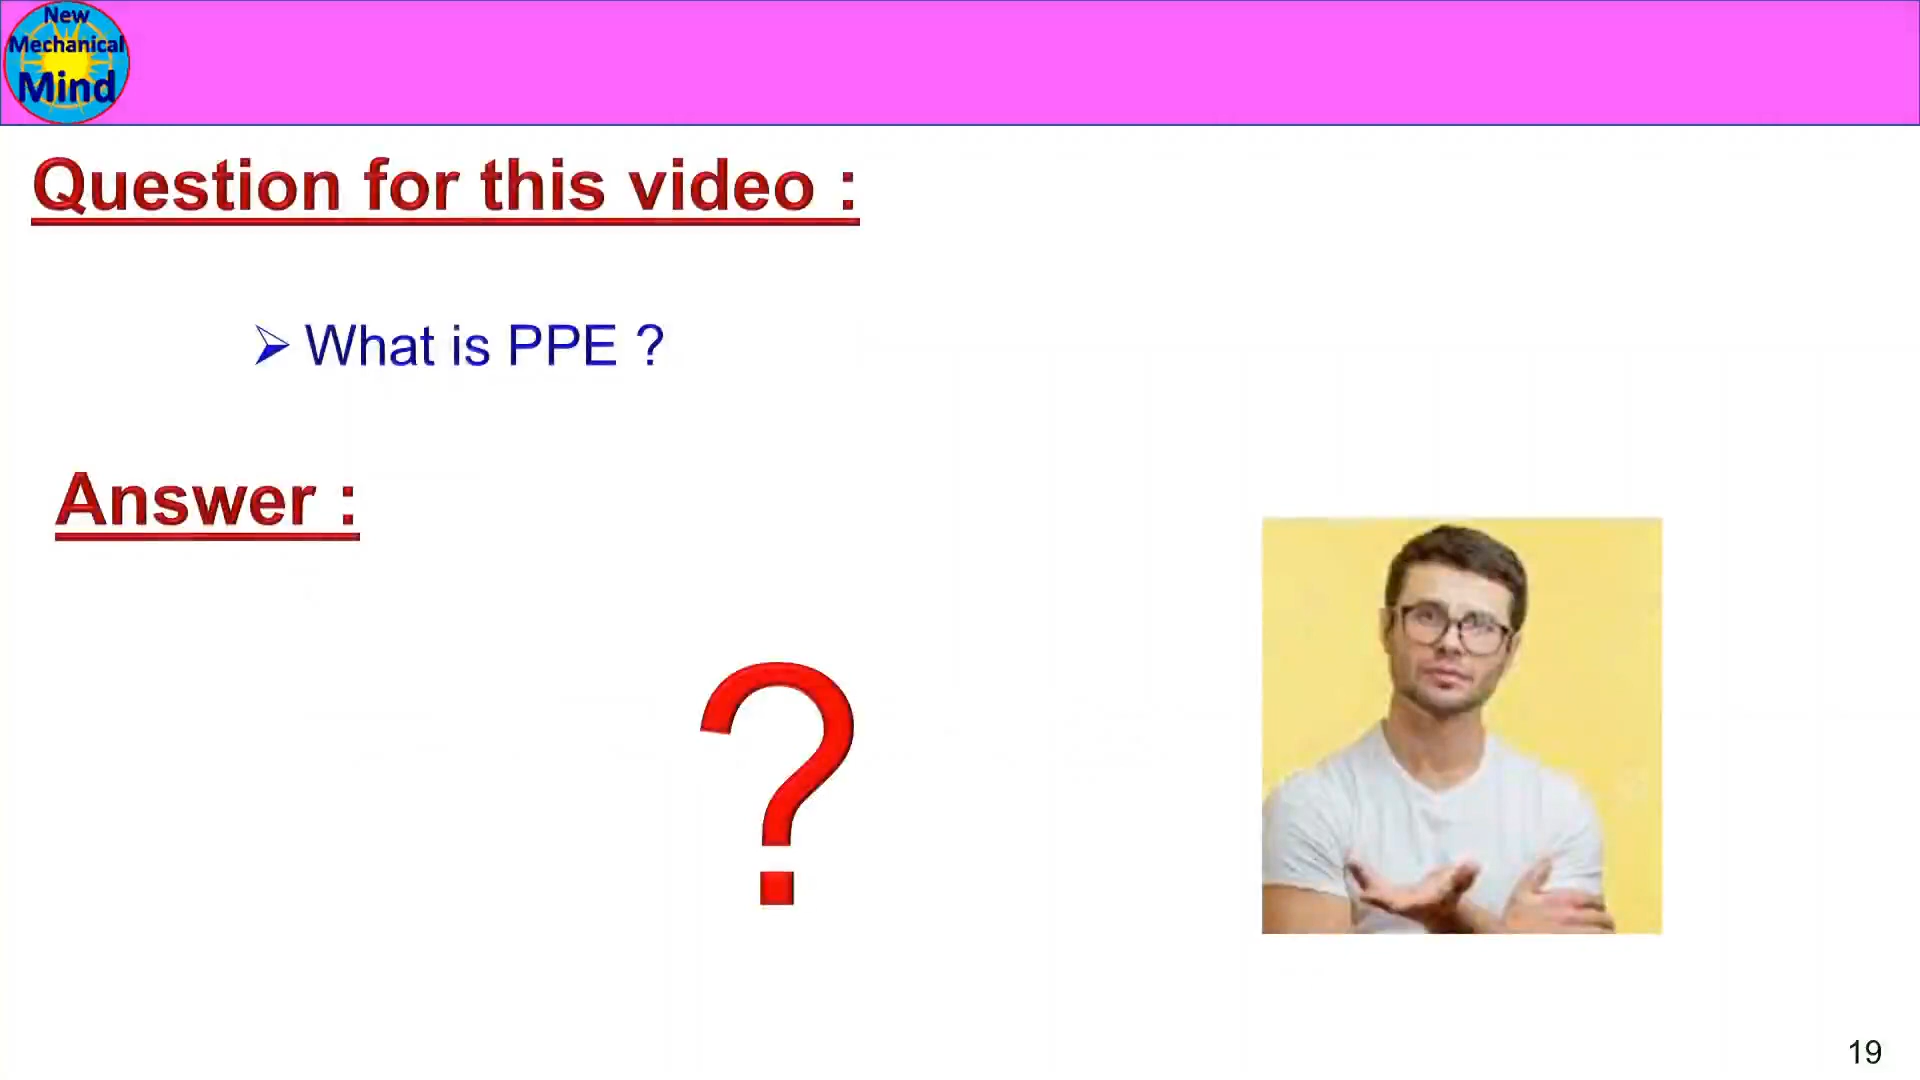 New
Mechanical
Mind
Question for this video :
➢ What is PPE ?
Answer :
?
19